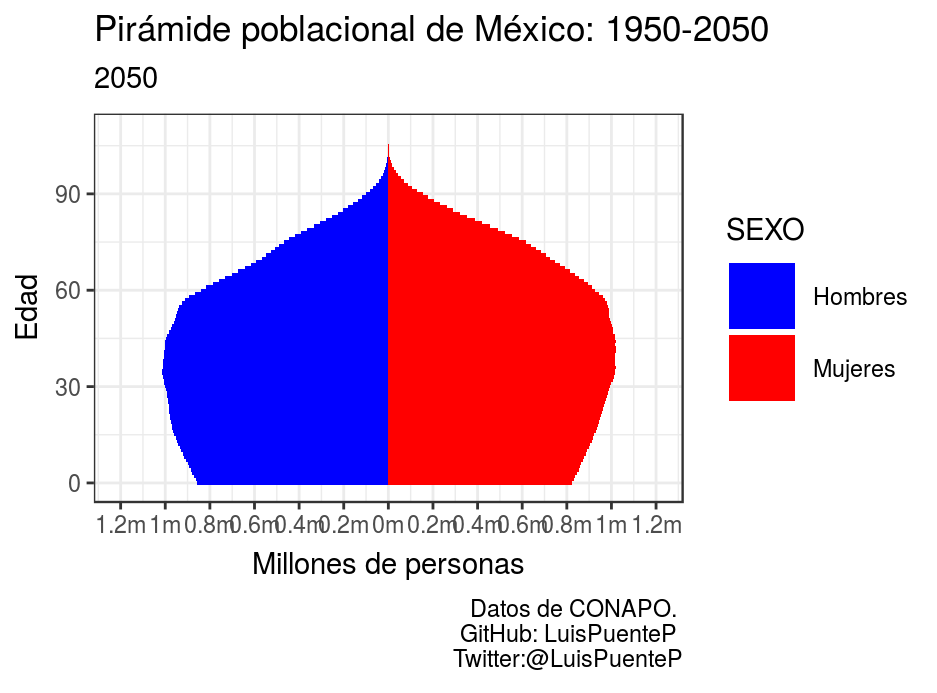 Pirámide poblacional de México: 1950-2050
2050
90
60
30
0
Edad
1.2m 1m 0.8m 0.6m 0.4m 0.2m 0m 0.2m 0.4m 0.6m 0.8m 1m 1.2m
Millones de personas
SEXO
Hombres
Mujeres
Datos de CONAPO.
GitHub: LuisPuenteP
Twitter:@LuisPuenteP